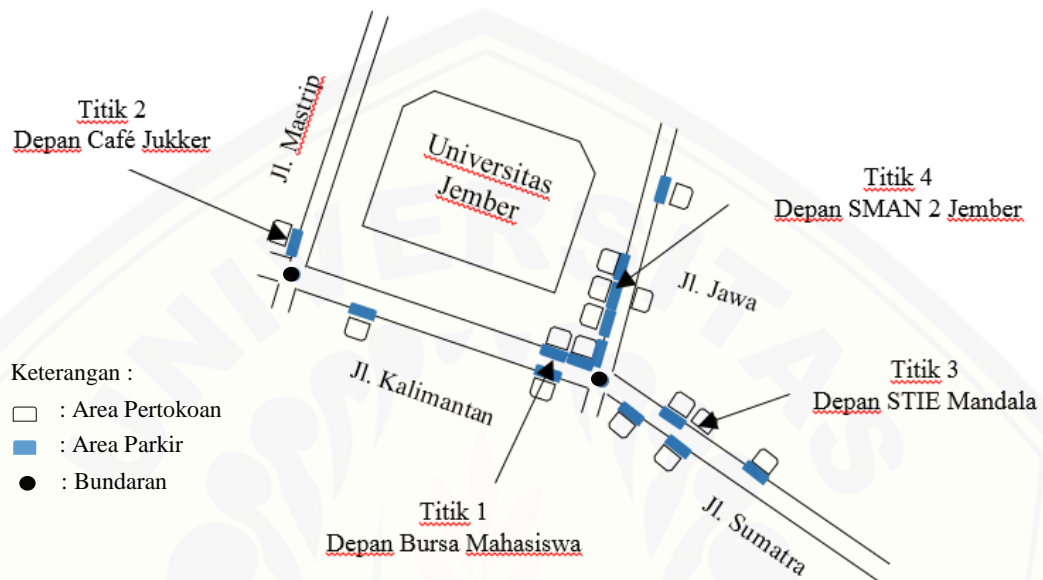 Titik 2
Depan Café Jukker
Jl. Mastrip
Universitas
Jember
Titik 4
Depan SMAN 2 Jember
Jl. Jawa
Keterangan :
: Area Pertokoan
: Area Parkir
: Bundaran
Jl. Kalimantan
Titik 3
Depan STIE Mandala
Titik 1
Depan Bursa Mahasiswa
Jl. Sumatra
UNIVERSITAS